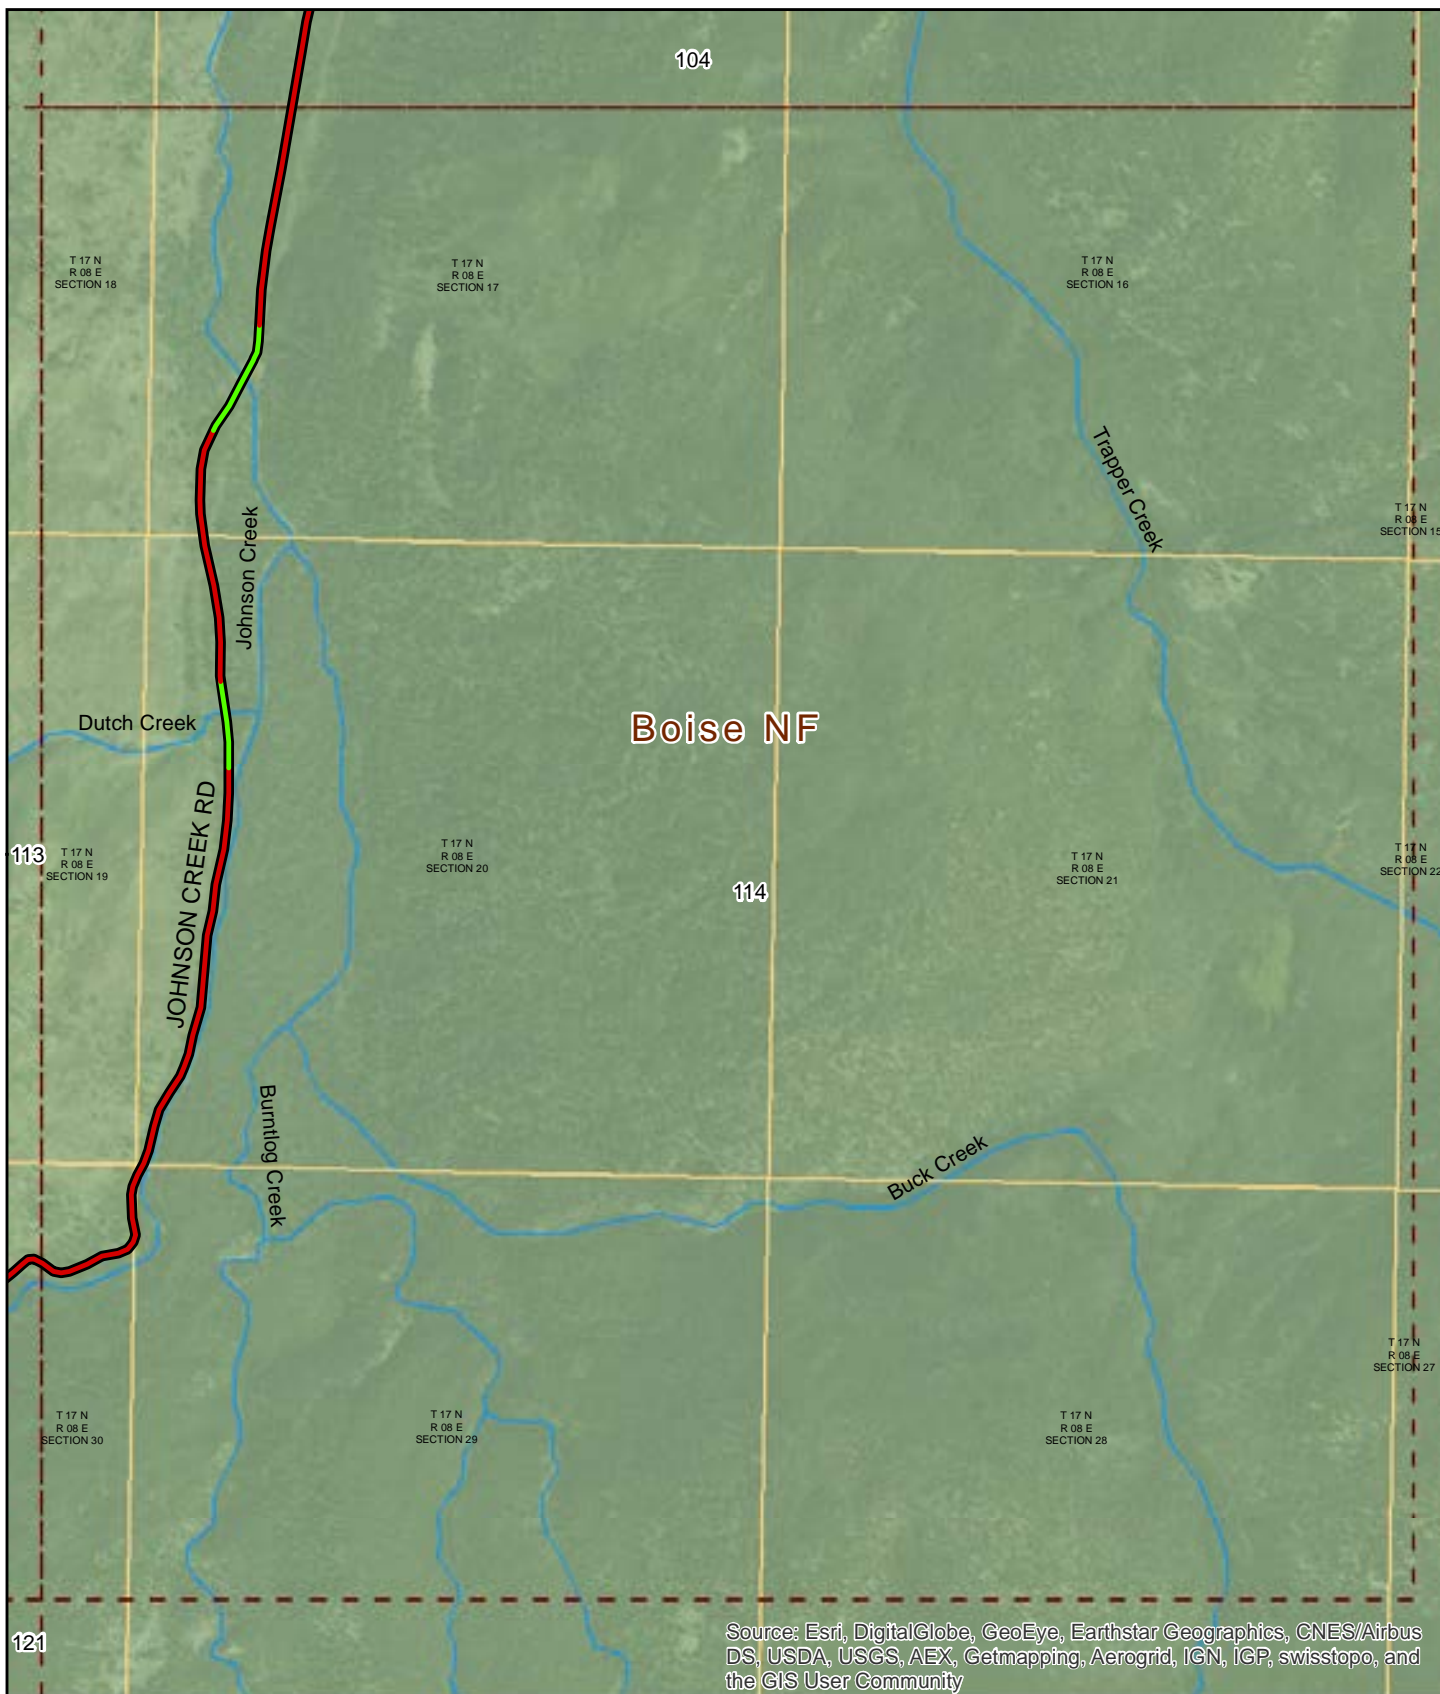 104
T 17 N
R 08 E
SECTION 18
T 17 N
R 08 E
SECTION 17
T 17 N
R 08 E
SECTION 16
Trapper Creek
T 17 N
R 08 E
SECTION 15
Johnson Creek
Dutch Creek
Boise NF
JOHNSON CREEK RD
113
T 17 N
R 08 E
SECTION 19
T 17 N
R 08 E
SECTION 20
114
T 17 N
R 08 E
SECTION 21
T 17 N
R 08 E
SECTION 22
Burntlog Creek
Buck Creek
T 17 N
R 08 E
SECTION 27
T 17 N
R 08 E
SECTION 30
T 17 N
R 08 E
SECTION 29
T 17 N
R 08 E
SECTION 28
121
Source: Esri, DigitalGlobe, GeoEye, Earthstar Geographics, CNES/Airbus
DS, USDA, USGS, AEX, Getmapping, Aerogrid, IGN, IGP, swisstopo, and
the GIS User Community